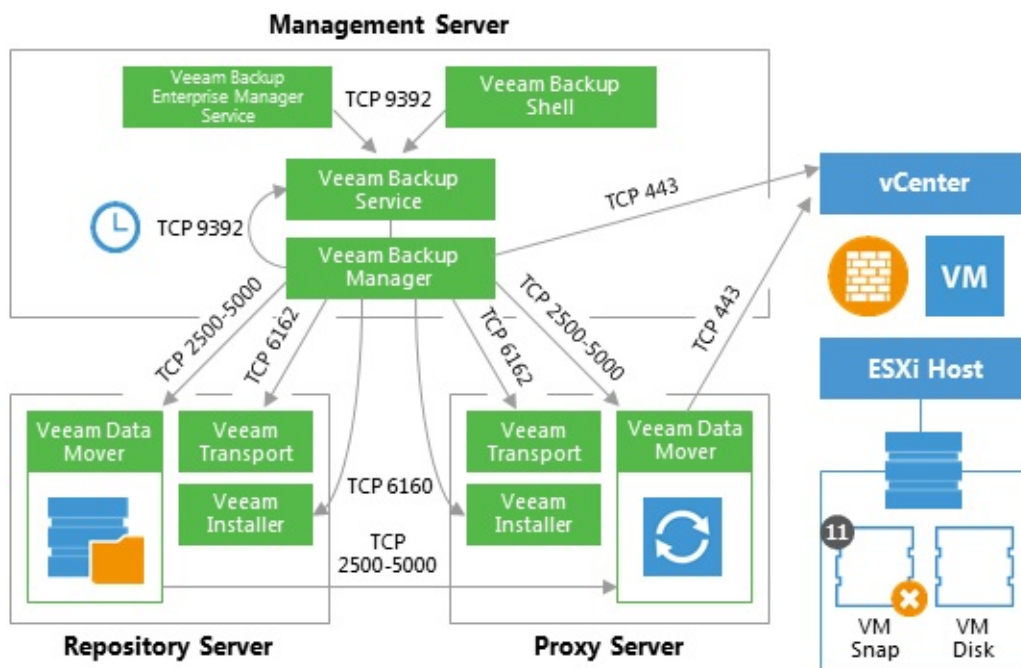 Management Server
Veeam Backup
Enterprise Manager
Service
TCP 9392
Veeam Backup
Shell
Veeam Backup
Service
TCP 443
vCenter
TCP 9392
Veeam Backup
Manager
VM
TCP 2500-5000
TCP 6162
TCP 6162
TCP 2500-5000
TCP 443
ESXi Host
Veeam Data
Mover
Veeam
Transport
Veeam
Transport
Veeam Data
Mover
Veeam
Installer
TCP 6160
Veeam
Installer
TCP
2500-5000
11
VM
Snap
VM
Disk
Repository Server
Proxy Server